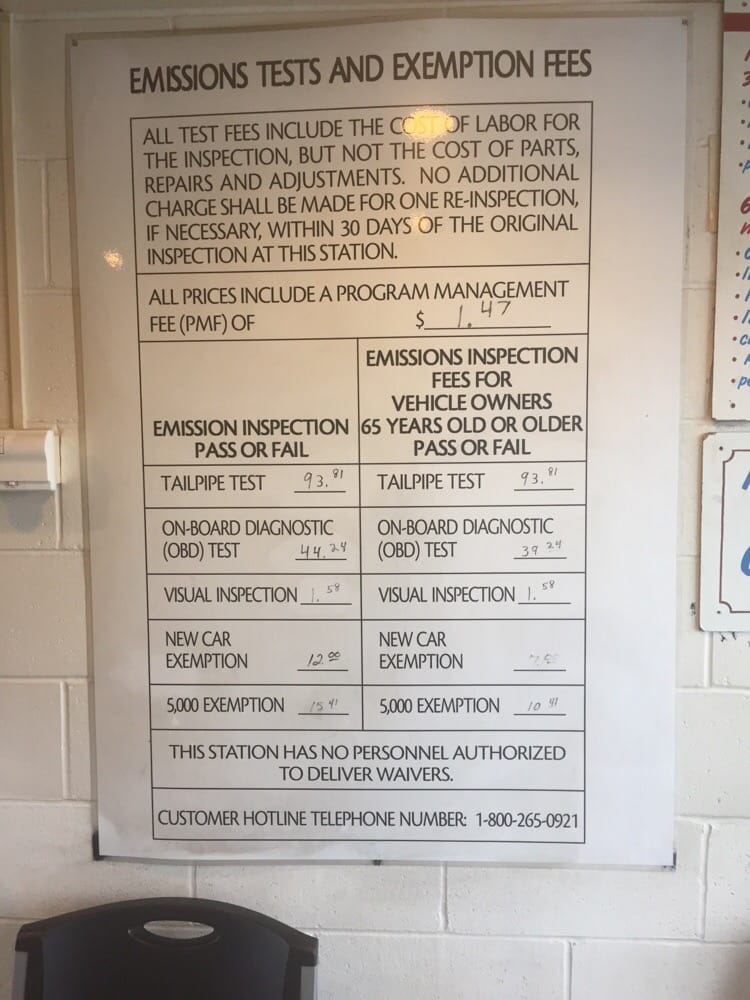 EMISSIONS TESTS AND EXEMPTION FEES
ALL TEST FEES INCLUDE THE COST OF LABOR FOR
THE INSPECTION, BUT NOT THE COST OF PARTS,
REPAIRS AND ADJUSTMENTS. NO ADDITIONAL
CHARGE SHALL BE MADE FOR ONE RE-INSPECTION,
IF NECESSARY, WITHIN 30 DAYS OF THE ORIGINAL
INSPECTION AT THIS STATION.
ALL PRICES INCLUDE A PROGRAM MANAGEMENT
FEE (PMF) OF $ 1.47
EMISSION INSPECTION
PASS OR FAIL
EMISSIONS INSPECTION
FEES FOR
VEHICLE OWNERS
65 YEARS OLD OR OLDER
PASS OR FAIL
TAILPIPE TEST 93.81
TAILPIPE TEST 93.81
ON-BOARD DIAGNOSTIC
(OBD) TEST 44.24
ON-BOARD DIAGNOSTIC
(OBD) TEST 39 24
VISUAL INSPECTION 1.58
VISUAL INSPECTION 1.58
NEW CAR
EXEMPTION 12 00
NEW CAR
EXEMPTION
5,000 EXEMPTION 15 41
5,000 EXEMPTION 10 41
THIS STATION HAS NO PERSONNEL AUTHORIZED
TO DELIVER WAIVERS.
CUSTOMER HOTLINE TELEPHONE NUMBER: 1-800-265-0921